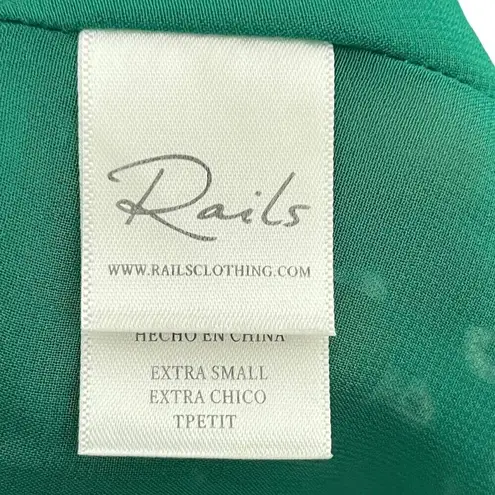 Rails
WWW.RAILSCLOTHING.COM
HECHO EN CHINA
EXTRA SMALL
EXTRA CHICO
TPETIT